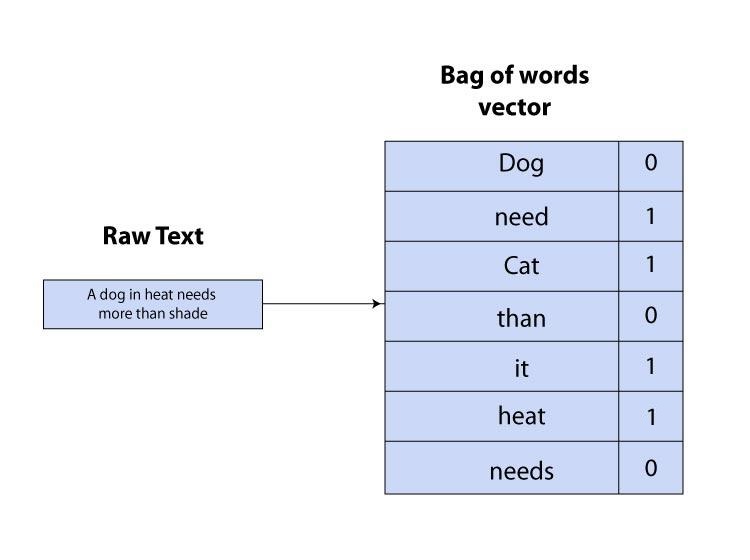 Bag of words
vector
Raw Text
A dog in heat needs
more than shade
Dog 0
need 1
Cat 1
than 0
it 1
heat 1
needs 0